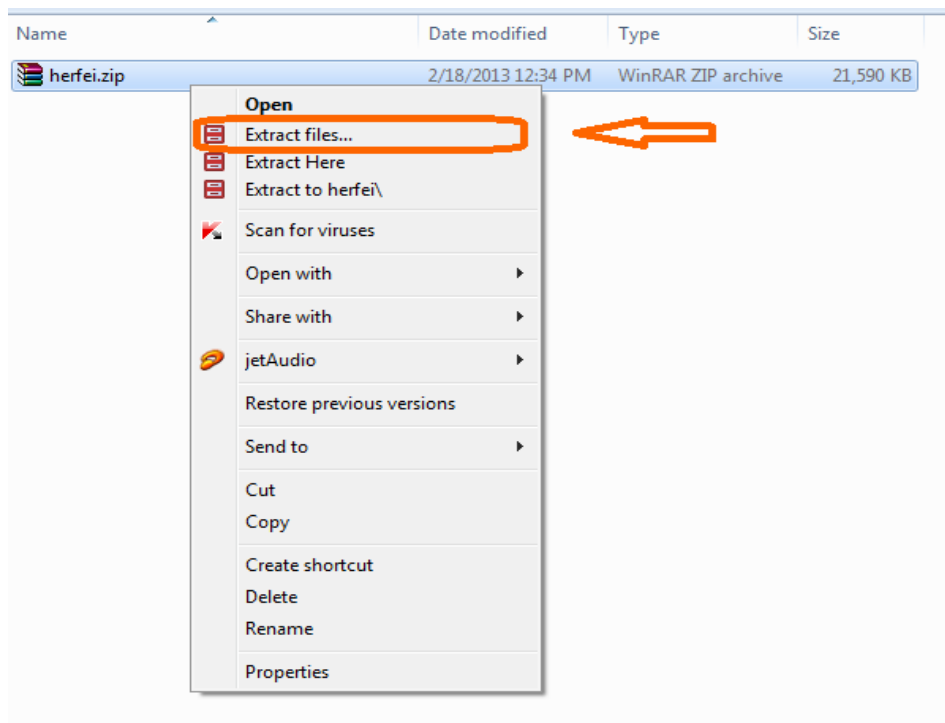 Name Date modified Type Size
herfei.zip 2/18/2013 12:34 PM WinRAR ZIP archive 21,590 KB
Open
Extract files...
Extract Here
Extract to herfei\
Scan for viruses
Open with
Share with
jetAudio
Restore previous versions
Send to
Cut
Copy
Create shortcut
Delete
Rename
Properties